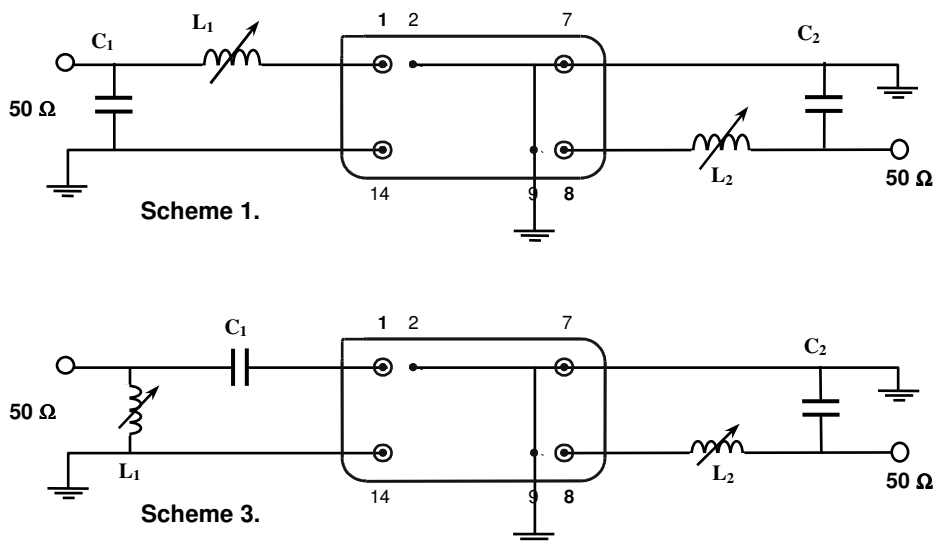 L₁
1 2 7
C₁
C₂
50 Ω
L₂
50 Ω
14 9 8
Scheme 1.
1 2 7
C₁
C₂
50 Ω
L₁
L₂
50 Ω
14 9 8
Scheme 3.